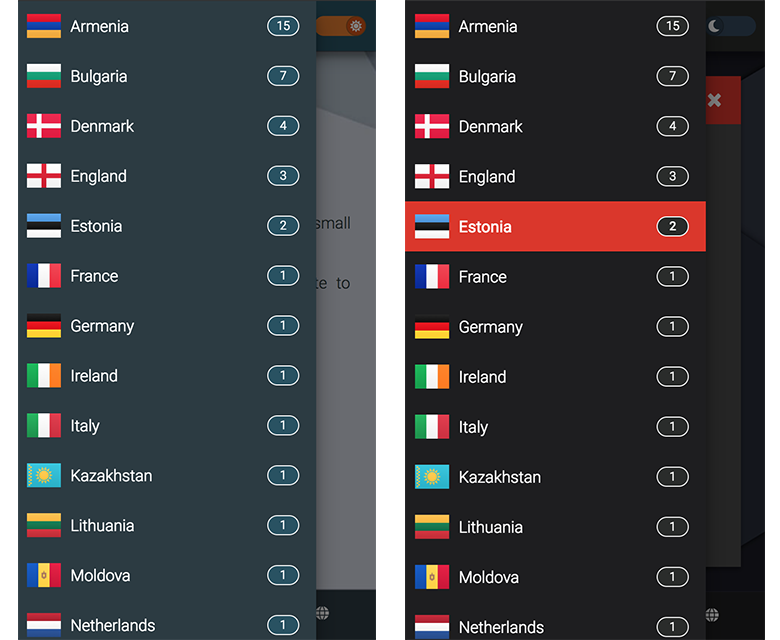 Armenia 15
Bulgaria 7
Denmark 4
England 3
Estonia 2
France 1
Germany 1
Ireland 1
Italy 1
Kazakhstan 1
Lithuania 1
Moldova 1
Netherlands 1
small
to
Armenia 15
Bulgaria 7
Denmark 4
England 3
Estonia 2
France 1
Germany 1
Ireland 1
Italy 1
Kazakhstan 1
Lithuania 1
Moldova 1
Netherlands 1